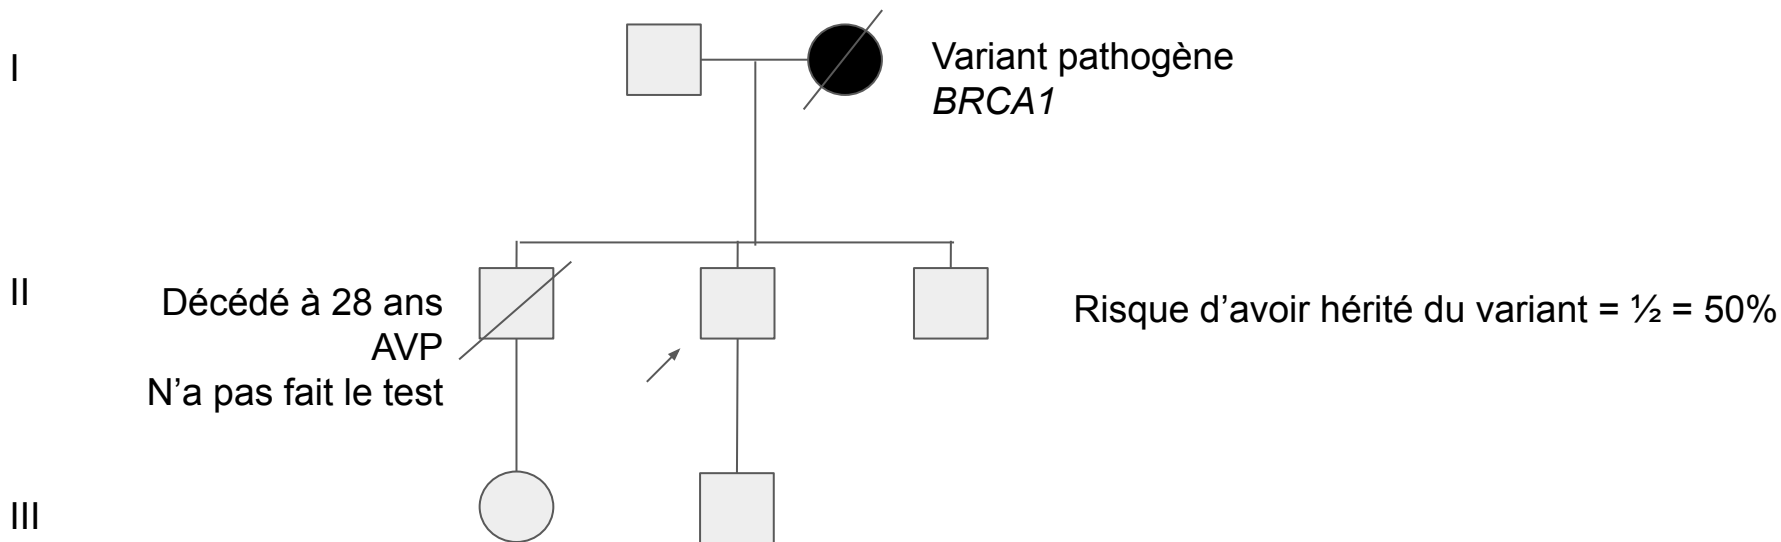 I
Variant pathogène
BRCA1
II
Décédé à 28 ans
AVP
N'a pas fait le test
Risque d'avoir hérité du variant = ½ = 50%
III